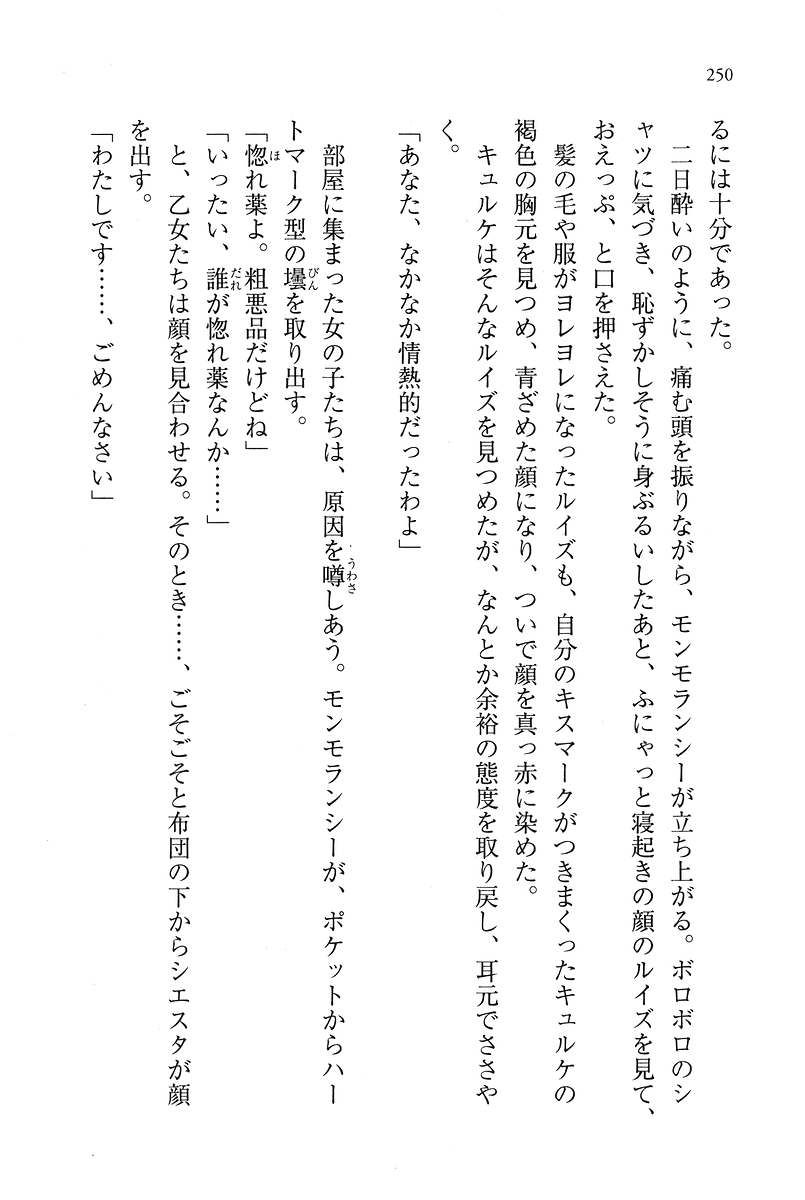 250
るには十分であった。
　二日酔いのように、痛む頭を振りながら、モンモランシーが立ち上がる。ボロボロのシ
ャツに気づき、恥ずかしそうに身ぶるいしたあと、ふにゃっと寝起きの顔のルイズを見て、
おえっぷ、と口を押さえた。
　髪の毛や服がヨレヨレになったルイズも、自分のキスマークがつきまくったキュルケの
褐色の胸元を見つめ、青ざめた顔になり、ついで顔を真っ赤に染めた。
　キュルケはそんなルイズを見つめたが、なんとか余裕の態度を取り戻し、耳元でささや
く。
「あなた、なかなか情熱的だったわよ」
　部屋に集まった女の子たちは、原因を噂しあう。モンモランシーが、ポケットからハー
トマーク型の壜を取り出す。
「惚れ薬よ。粗悪品だけどね」
「いったい、誰が惚れ薬なんか……」
　と、乙女たちは顔を見合わせる。そのとき……、ごそごそと布団の下からシエスタが顔
を出す。
「わたしです……、ごめんなさい」